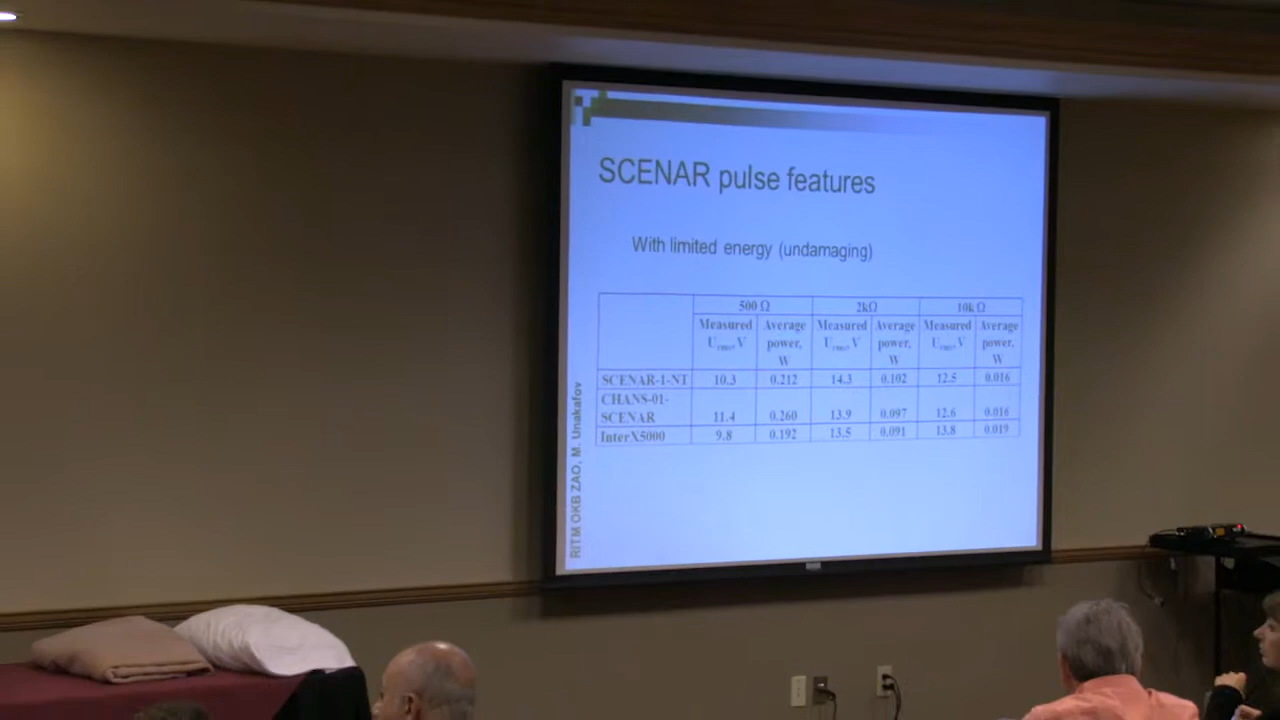 SCENAR pulse features
With limited energy (undamaging)
500 Ω 2kΩ 10k Ω
Measured Average Measured Average Measured Average
Urms, V power, Urms, V power, Urms, V power,
W W W
SCENAR-1-NT 10.3 0.212 14.3 0.102 12.5 0.016
CHANS-01-
SCENAR 11.4 0.260 13.9 0.097 12.6 0.016
InterX5000 9.8 0.192 13.5 0.091 13.8 0.019
RITM OKB ZAO, M. Unakafov